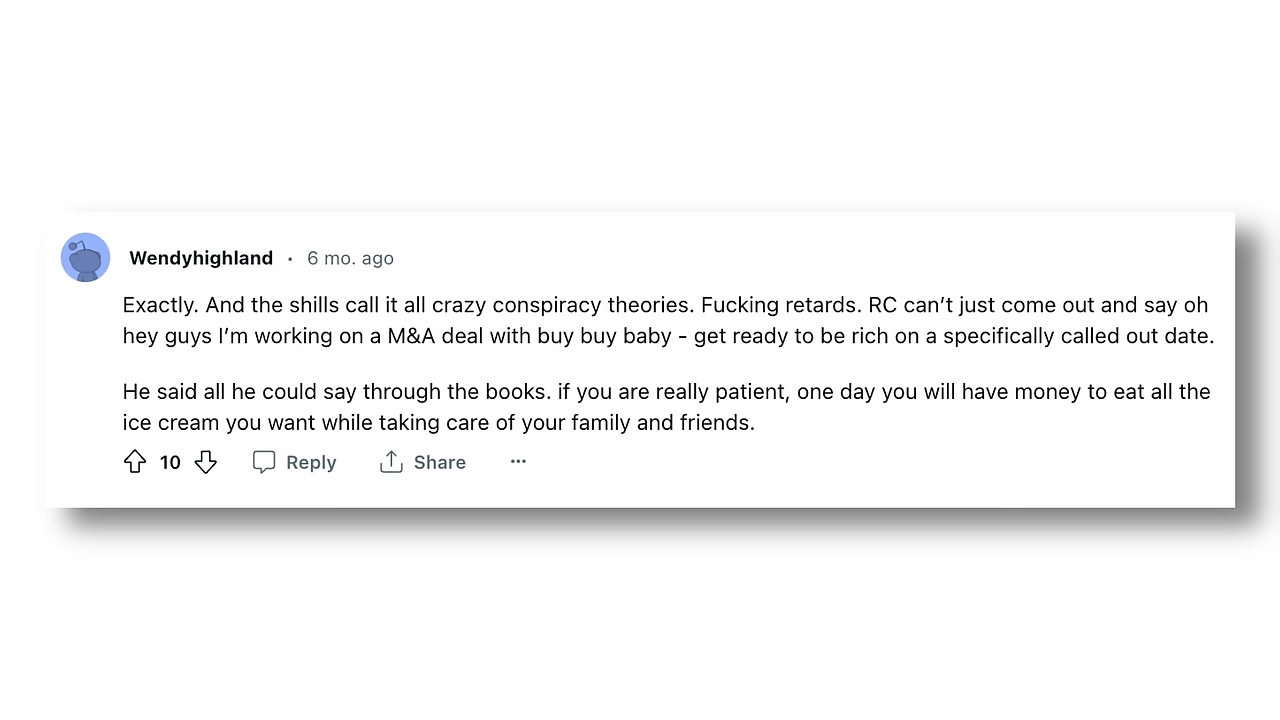 Wendyhighland • 6 mo. ago
Exactly. And the shills call it all crazy conspiracy theories. Fucking retards. RC can’t just come out and say oh
hey guys I’m working on a M&A deal with buy buy baby - get ready to be rich on a specifically called out date.
He said all he could say through the books. if you are really patient, one day you will have money to eat all the
ice cream you want while taking care of your family and friends.
10 Reply Share ···